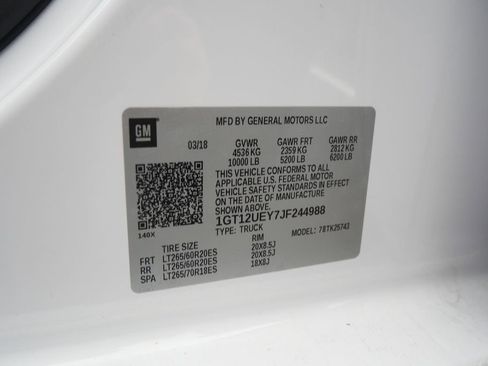 MFD BY GENERAL MOTORS LLC
GM
03/18 GVWR GAWR FRT GAWR RR
4536 KG 2359 KG 2812 KG
10000 LB 5200 LB 6200 LB
THIS VEHICLE CONFORMS TO ALL
APPLICABLE U.S. FEDERAL MOTOR
VEHICLE SAFETY STANDARDS IN EFFECT
ON THE DATE OF MANUFACTURE
SHOWN ABOVE.
1GT12UEY7JF244988
TYPE: TRUCK MODEL: 7BTK25743
140X
TIRE SIZE RIM
FRT LT265/60R20ES 20X8.5J
RR LT265/60R20ES 20X8.5J
SPA LT265/70R18ES 18X8J